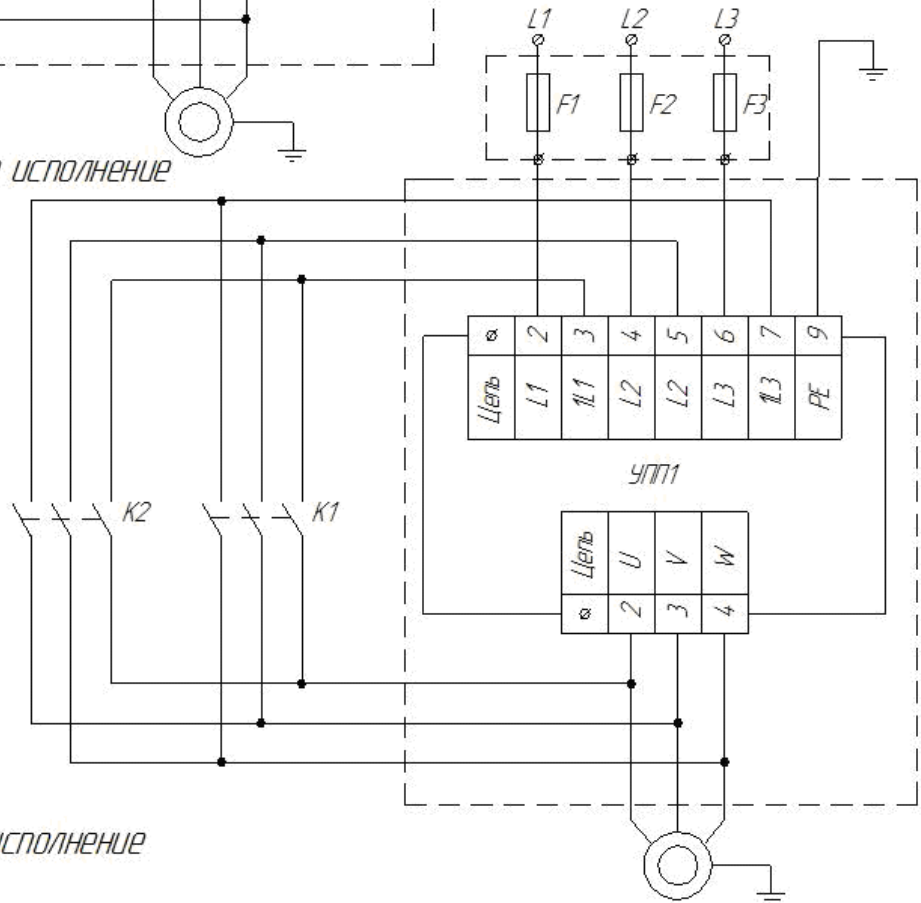 L1 L2 L3
F1 F2 F3
исполнение
2 3 4 5 6 7 9
Цепь L1 1L1 L2 L2 L3 1L3 PE
УПП1
K2 K1
Цепь U V W
2 3 4
исполнение